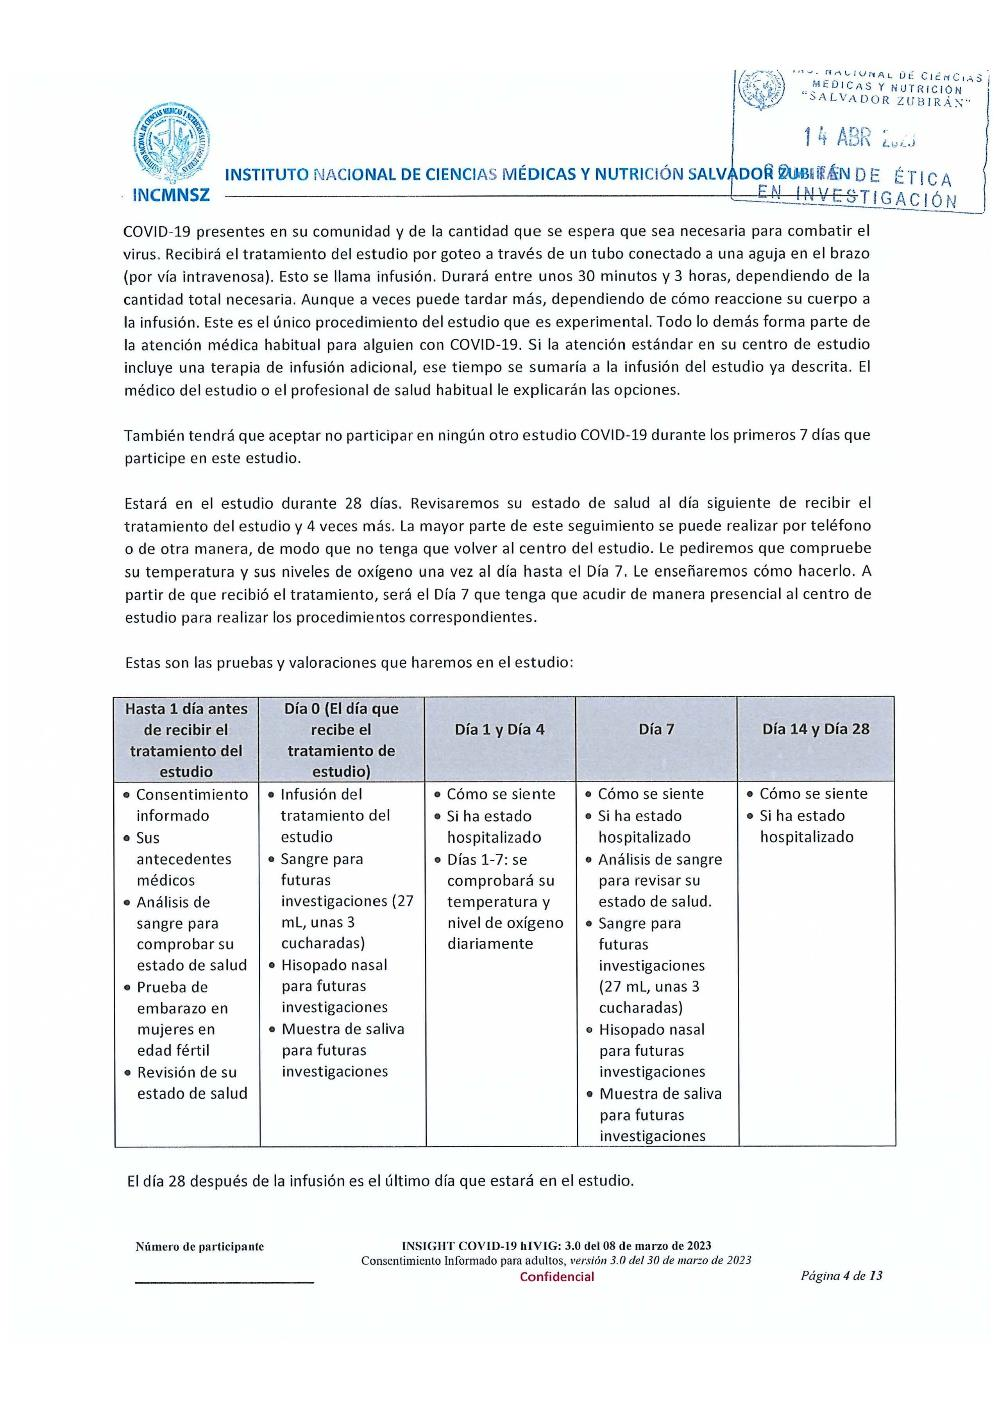 NACIONAL DE CIENCIAS
MÉDICAS Y NUTRICIÓN
"SALVADOR ZUBIRÁN"
14 ABR
DE ÉTICA
EN INVESTIGACIÓN
INCMNSZ
INSTITUTO NACIONAL DE CIENCIAS MÉDICAS Y NUTRICIÓN SALVADOR ZUBIRÁN
COVID-19 presentes en su comunidad y de la cantidad que se espera que sea necesaria para combatir el
virus. Recibirá el tratamiento del estudio por goteo a través de un tubo conectado a una aguja en el brazo
(por vía intravenosa). Esto se llama infusión. Durará entre unos 30 minutos y 3 horas, dependiendo de la
cantidad total necesaria. Aunque a veces puede tardar más, dependiendo de cómo reaccione su cuerpo a
la infusión. Este es el único procedimiento del estudio que es experimental. Todo lo demás forma parte de
la atención médica habitual para alguien con COVID-19. Si la atención estándar en su centro de estudio
incluye una terapia de infusión adicional, ese tiempo se sumaría a la infusión del estudio ya descrita. El
médico del estudio o el profesional de salud habitual le explicarán las opciones.
También tendrá que aceptar no participar en ningún otro estudio COVID-19 durante los primeros 7 días que
participe en este estudio.
Estará en el estudio durante 28 días. Revisaremos su estado de salud al día siguiente de recibir el
tratamiento del estudio y 4 veces más. La mayor parte de este seguimiento se puede realizar por teléfono
o de otra manera, de modo que no tenga que volver al centro del estudio. Le pediremos que compruebe
su temperatura y sus niveles de oxígeno una vez al día hasta el Día 7. Le enseñaremos cómo hacerlo. A
partir de que recibió el tratamiento, será el Día 7 que tenga que acudir de manera presencial al centro de
estudio para realizar los procedimientos correspondientes.
Estas son las pruebas y valoraciones que haremos en el estudio:
Hasta 1 día antes
de recibir el
tratamiento del
estudio
Día 0 (El día que
recibe el
tratamiento de
estudio)
Día 1 y Día 4
Día 7
Día 14 y Día 28
• Consentimiento
informado
• Sus
antecedentes
médicos
• Análisis de
sangre para
comprobar su
estado de salud
• Prueba de
embarazo en
mujeres en
edad fértil
• Revisión de su
estado de salud
• Infusión del
tratamiento del
estudio
• Sangre para
futuras
investigaciones (27
mL, unas 3
cucharadas)
• Hisopado nasal
para futuras
investigaciones
• Muestra de saliva
para futuras
investigaciones
• Cómo se siente
• Si ha estado
hospitalizado
• Días 1-7: se
comprobará su
temperatura y
nivel de oxígeno
diariamente
• Cómo se siente
• Si ha estado
hospitalizado
• Análisis de sangre
para revisar su
estado de salud.
• Sangre para
futuras
investigaciones
(27 mL, unas 3
cucharadas)
• Hisopado nasal
para futuras
investigaciones
• Muestra de saliva
para futuras
investigaciones
• Cómo se siente
• Si ha estado
hospitalizado
El día 28 después de la infusión es el último día que estará en el estudio.
Número de participante
INSIGHT COVID-19 hIVIG: 3.0 del 08 de marzo de 2023
Consentimiento Informado para adultos, versión 3.0 del 30 de marzo de 2023
Confidencial
Página 4 de 13